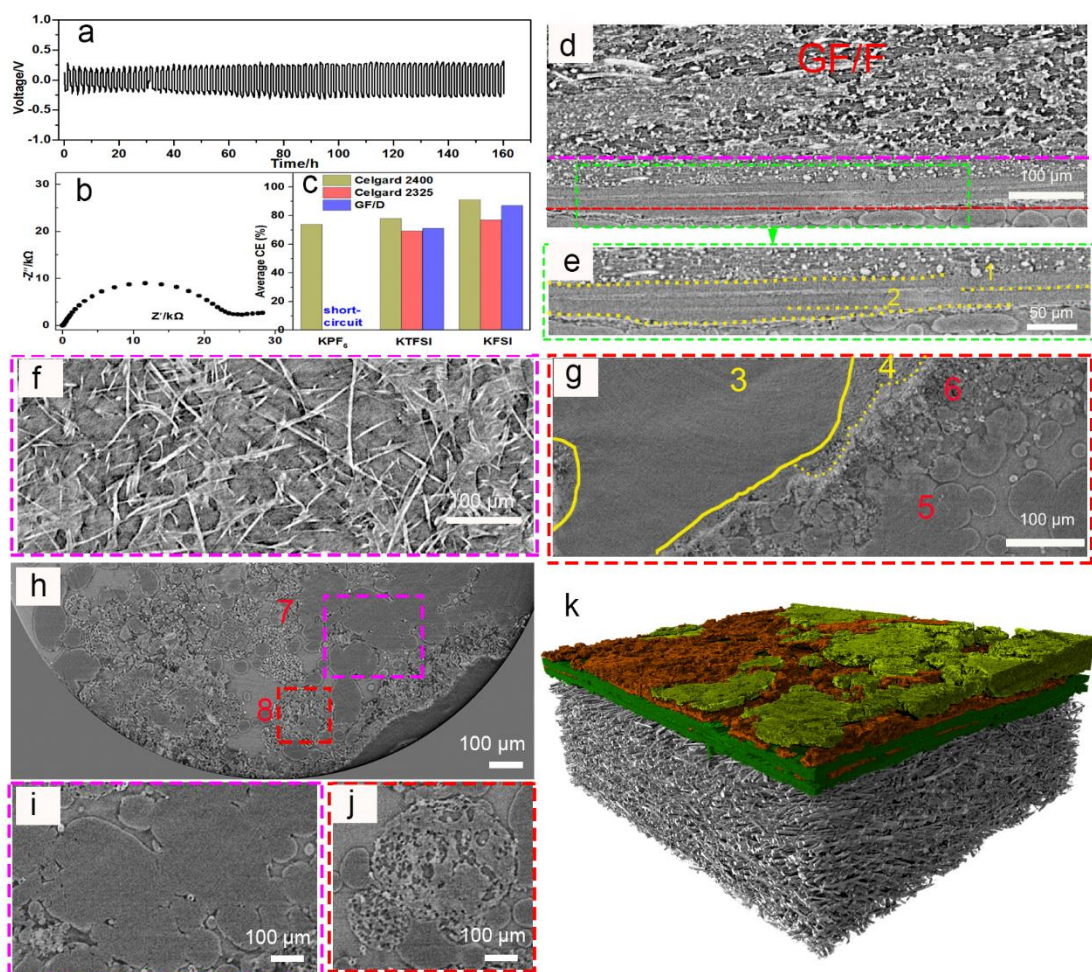 a
1.0
0.5
0.0
-0.5
-1.0
Voltage/V
0 20 40 60 80 100 120 140 160
Time/h
b
30
20
10
0
-Z''/kΩ
Z'/kΩ
0 10 20 30
c
100
80
60
40
20
0
Average CE (%)
Celgard 2400
Celgard 2325
GF/D
short-
circuit
KPF₆ KTFSI KFSI
d
GF/F
100 µm
e
1
2
50 µm
f
100 µm
g
3
4
6
5
100 µm
h
7
8
100 µm
i
100 µm
j
100 µm
k